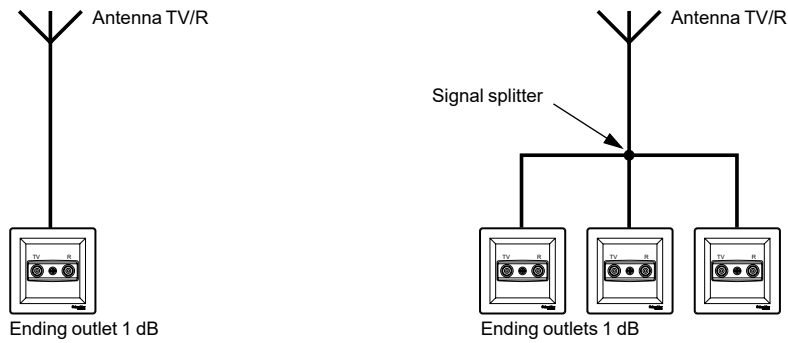 Antenna TV/R
Antenna TV/R
Signal splitter
TV R
TV R
TV R
TV R
Ending outlet 1 dB
Ending outlets 1 dB